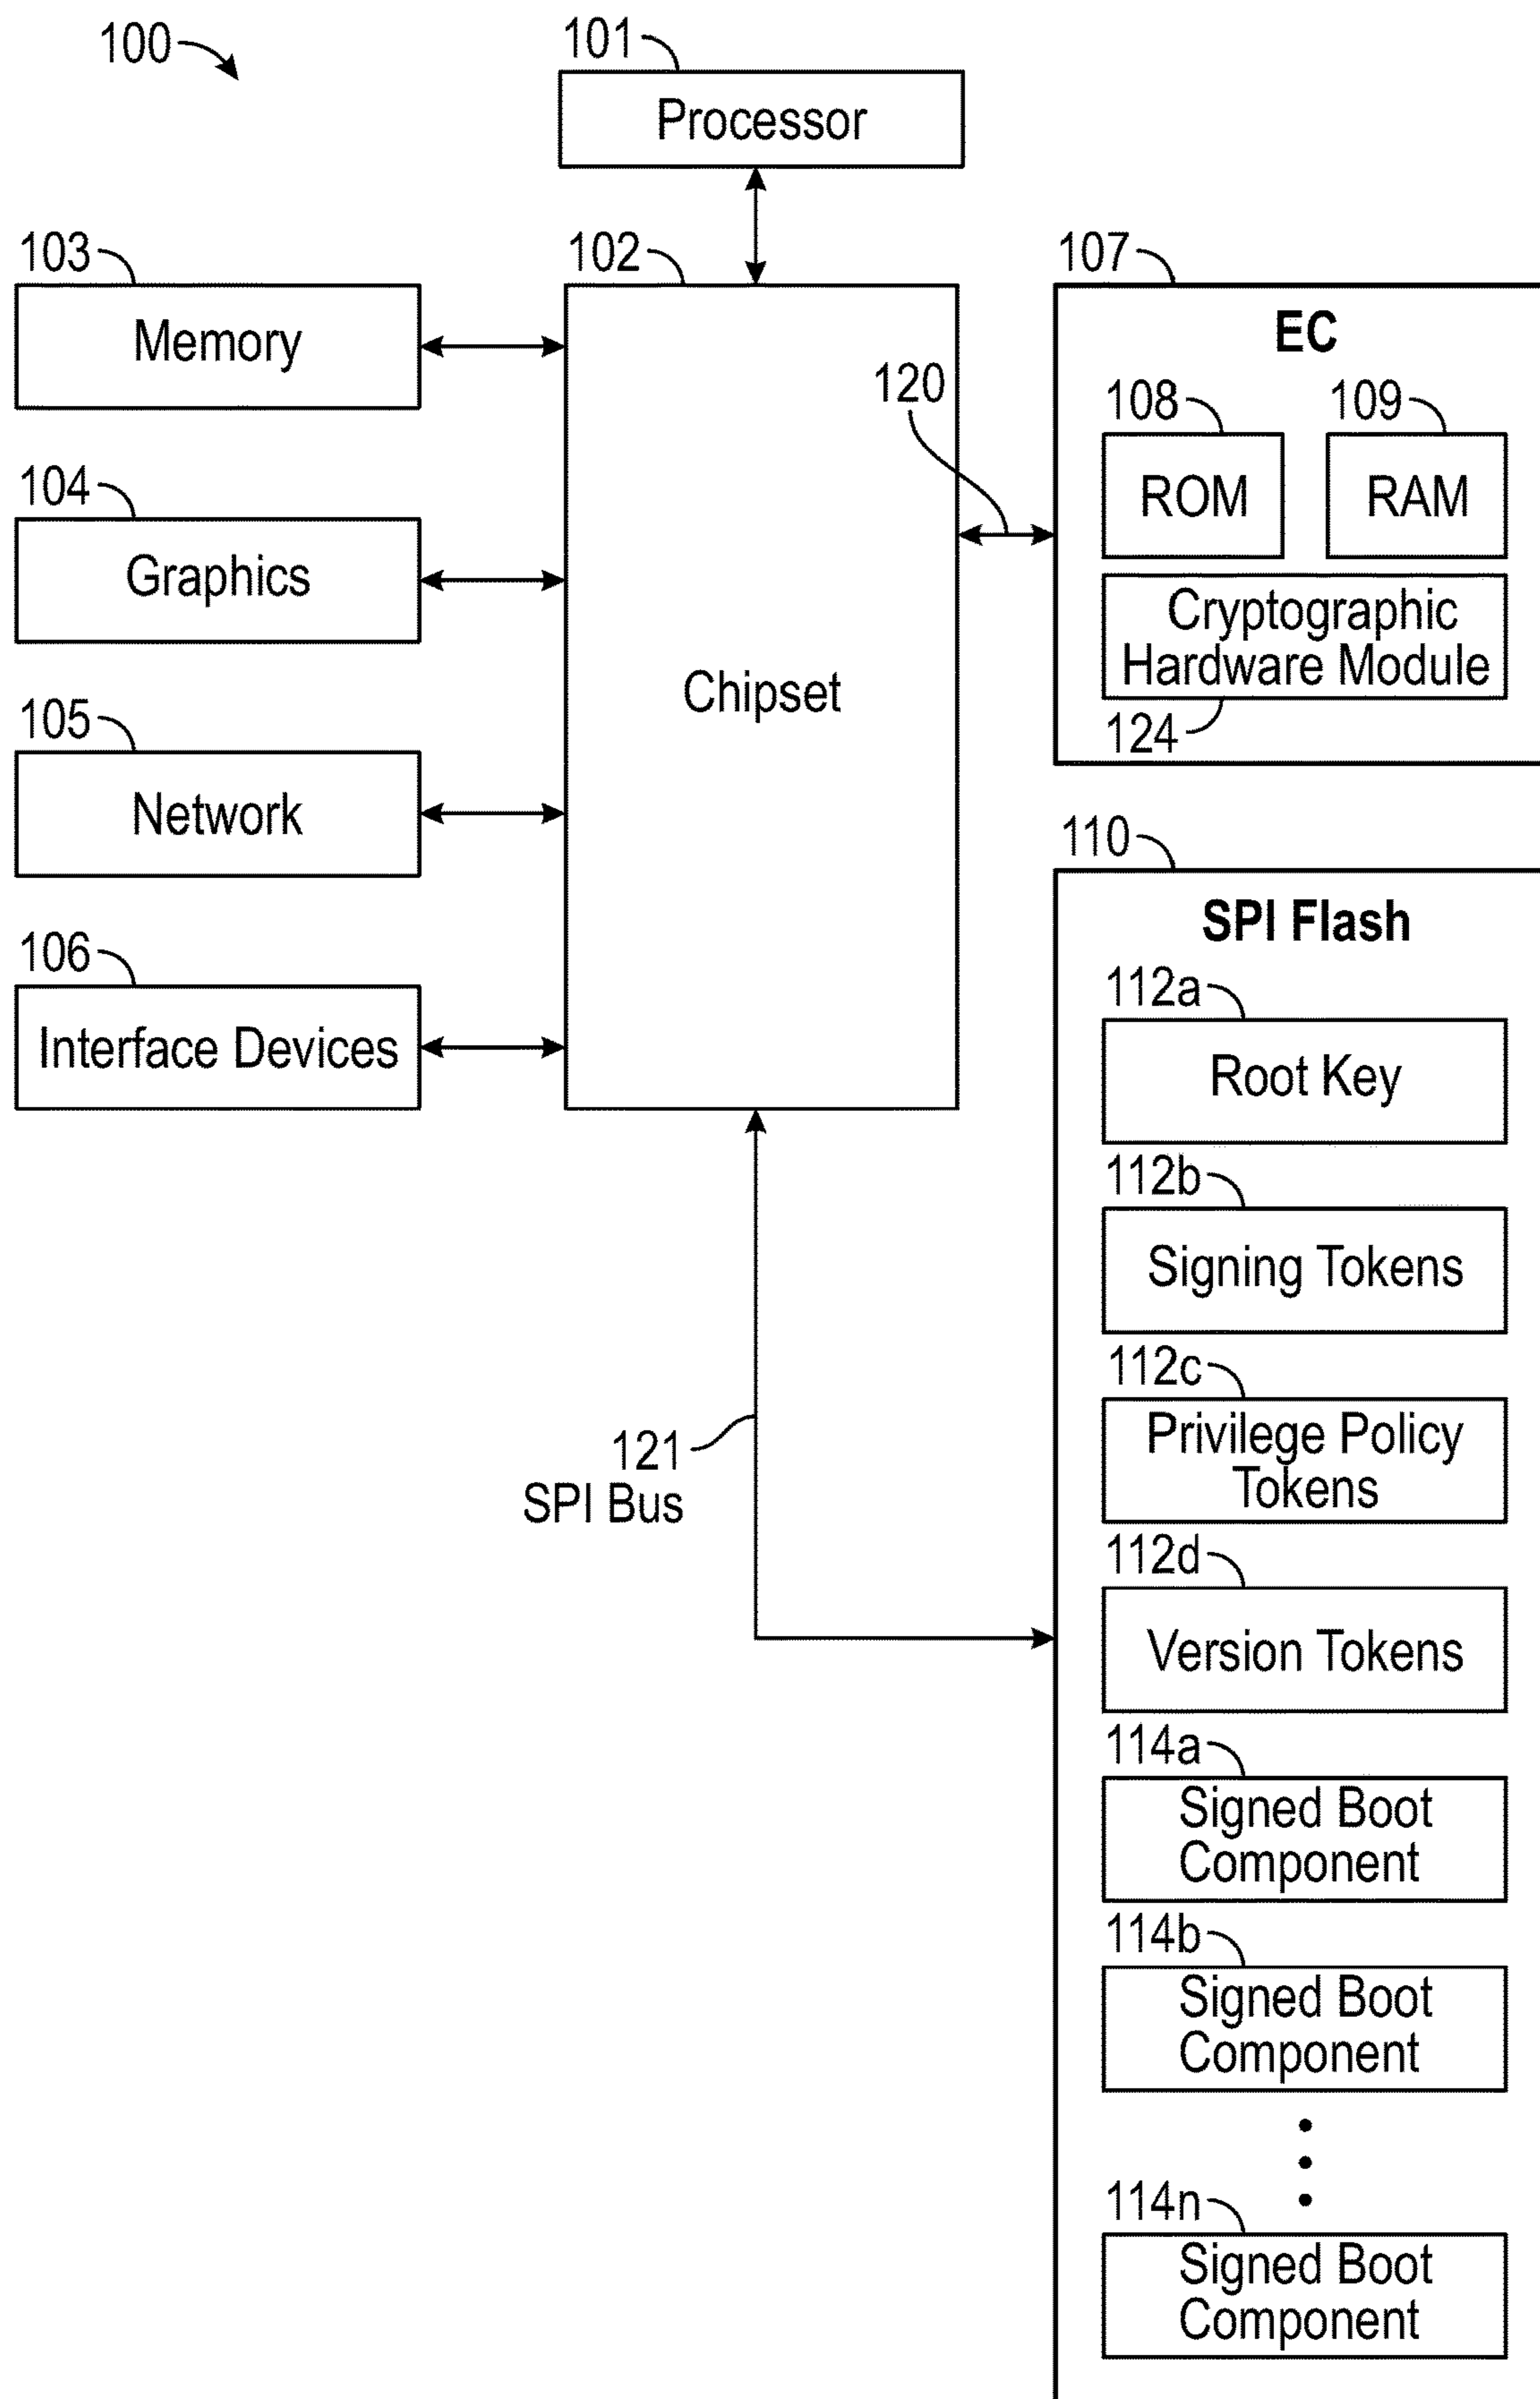 100
101
Processor
103
102
107
Memory
EC
120
108
109
ROM
RAM
104
Graphics
Cryptographic
Hardware Module
124
Chipset
105
Network
110
SPI Flash
106
Interface Devices
112a
Root Key
112b
Signing Tokens
112c
Privilege Policy
Tokens
121
SPI Bus
112d
Version Tokens
114a
Signed Boot
Component
114b
Signed Boot
Component
114n
Signed Boot
Component